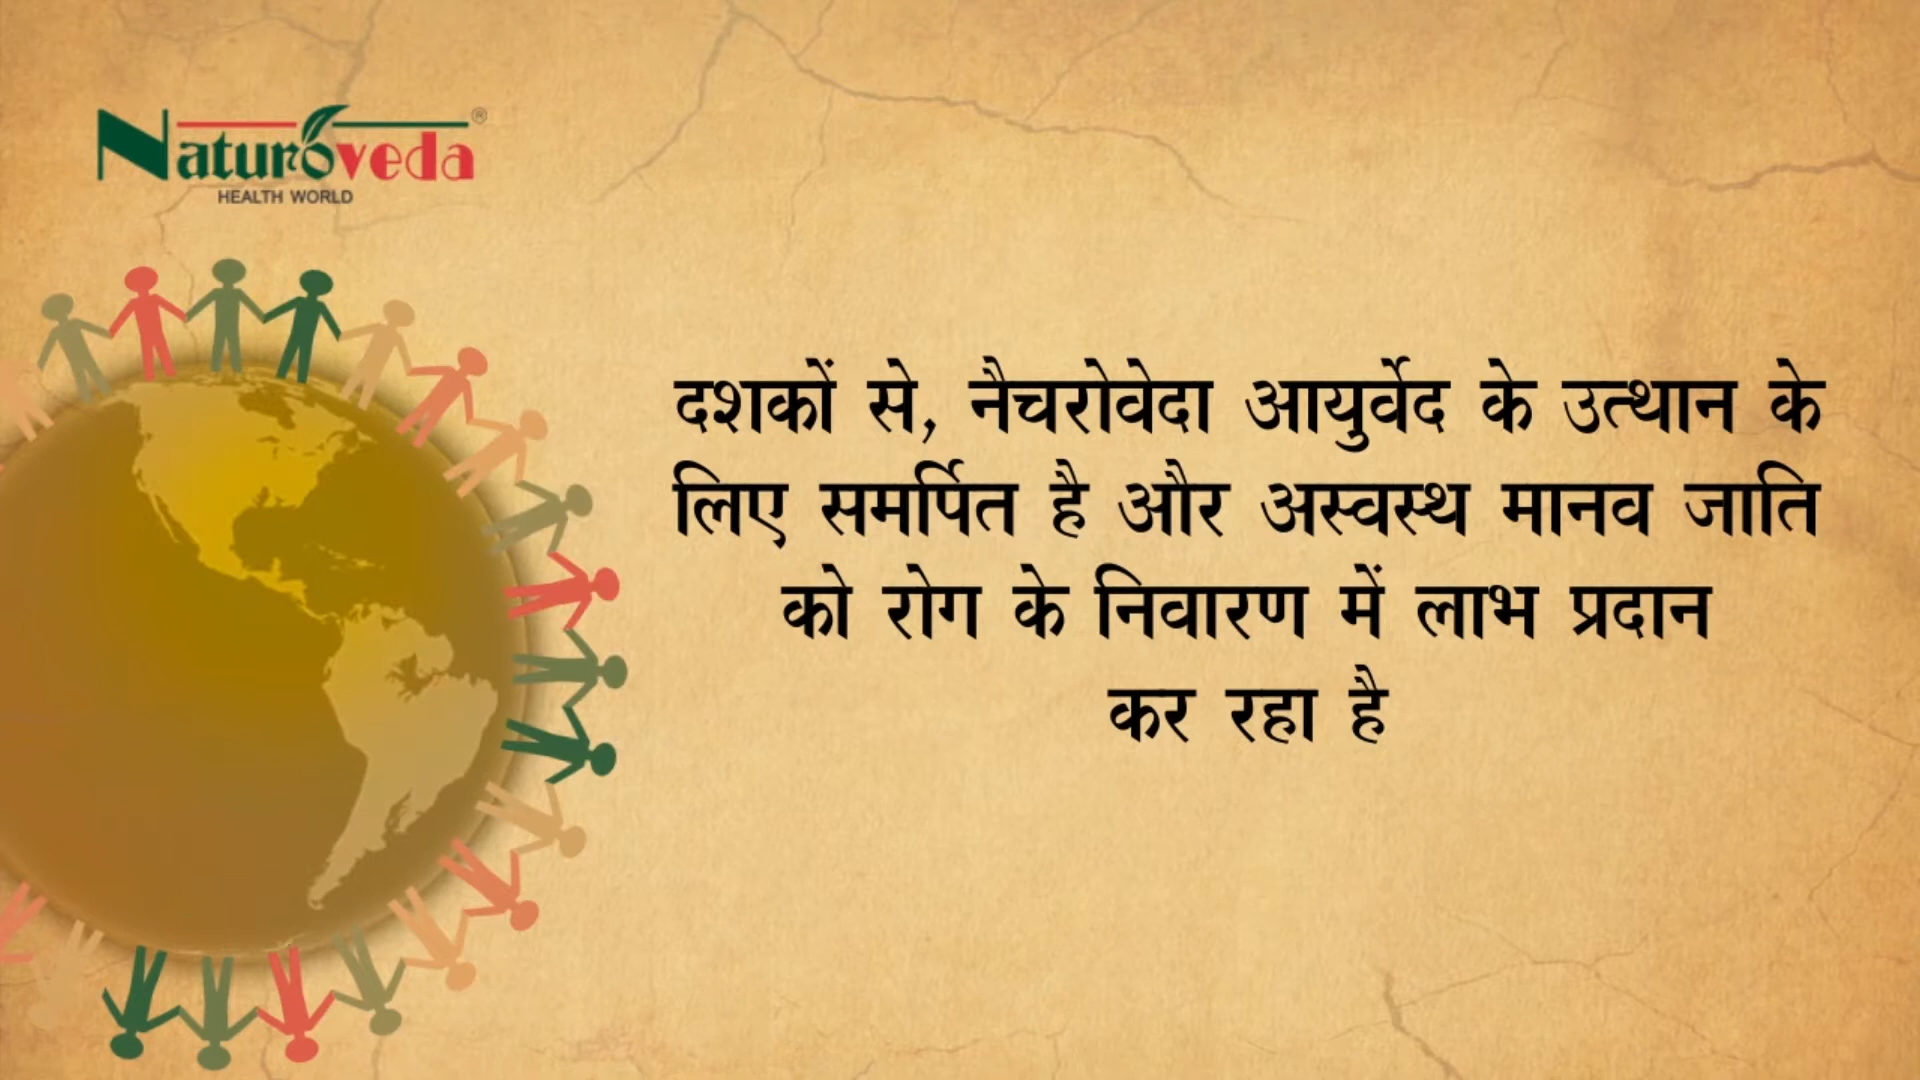 Naturoveda®
HEALTH WORLD
दशकों से, नैचरोवेदा आयुर्वेद के उत्थान के
लिए समर्पित है और अस्वस्थ मानव जाति
को रोग के निवारण में लाभ प्रदान
कर रहा है